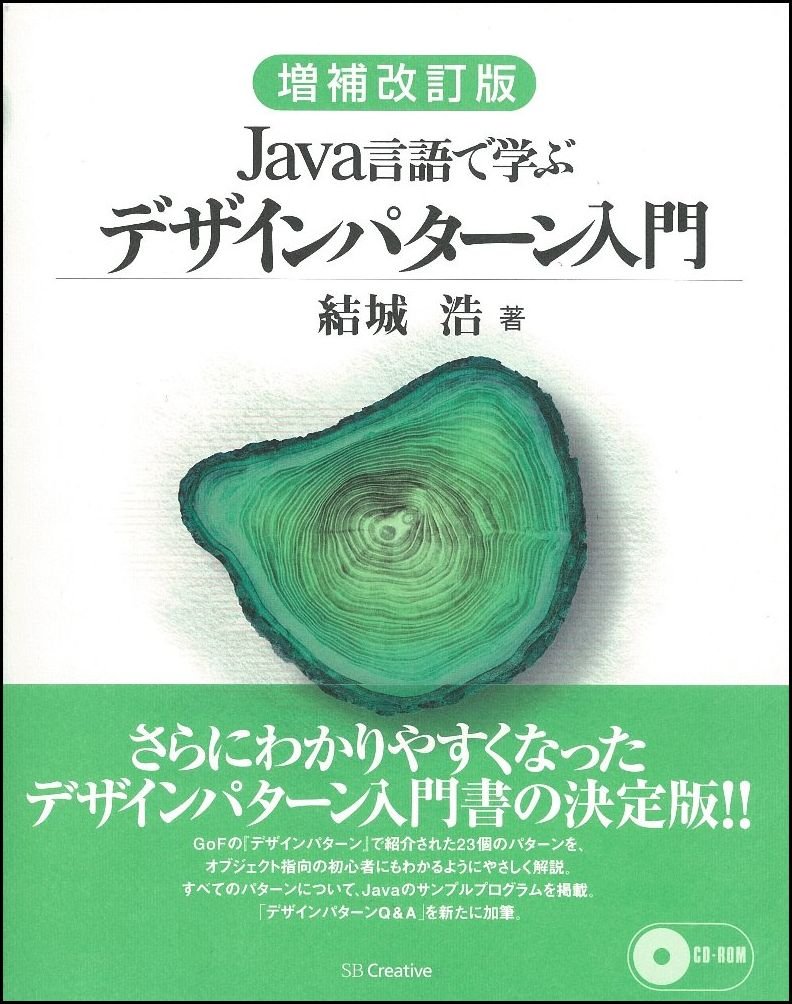 増補改訂版
Java言語で学ぶ
デザインパターン入門
結城 浩 著
さらにわかりやすくなった
デザインパターン入門書の決定版!!
GoFの『デザインパターン』で紹介された23個のパターンを、
オブジェクト指向の初心者にもわかるようにやさしく解説。
すべてのパターンについて、Javaのサンプルプログラムを掲載。
「デザインパターンQ&A」を新たに加筆。
CD-ROM
SB Creative